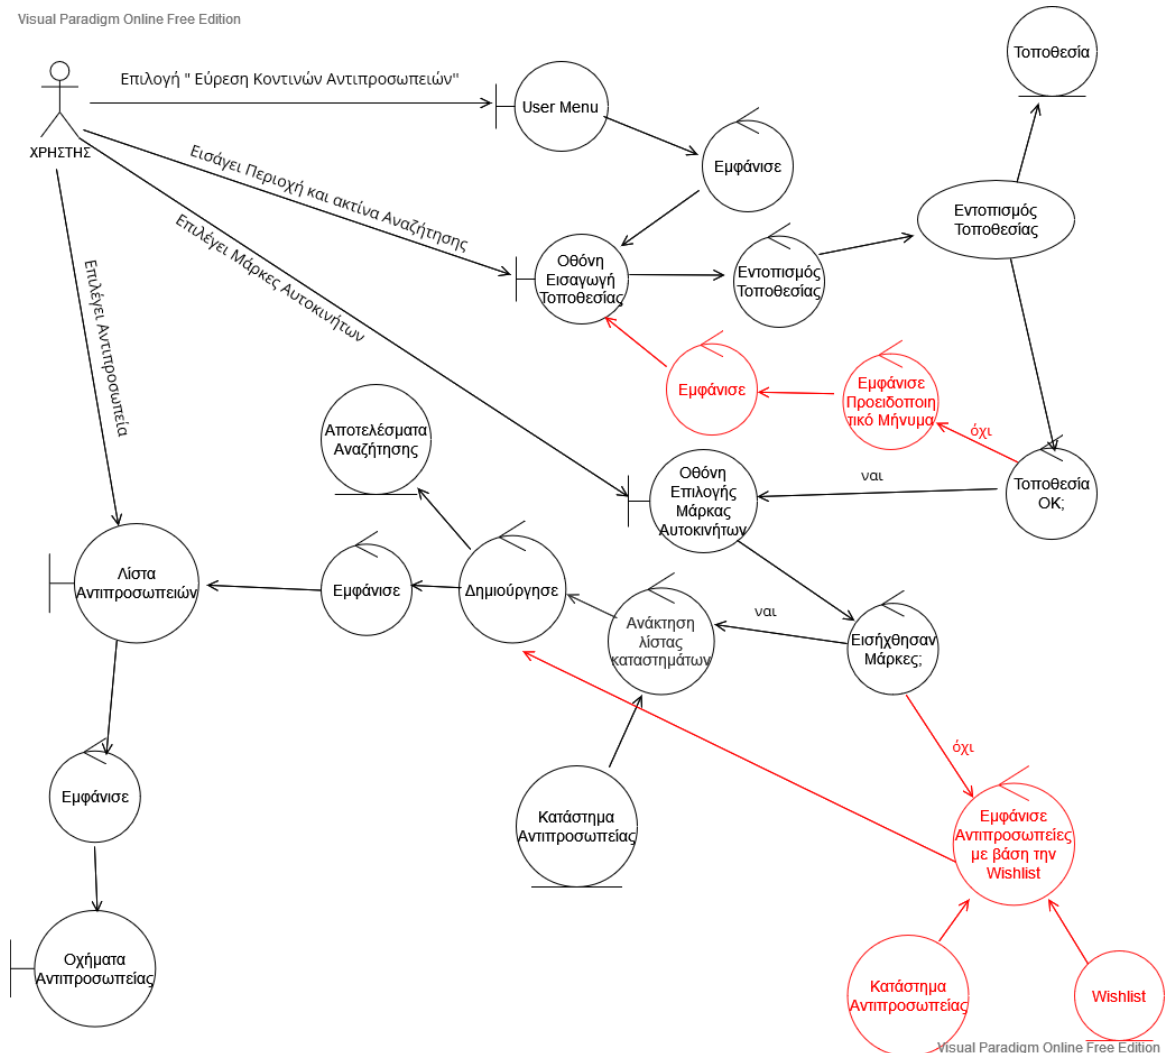 Visual Paradigm Online Free Edition
Τοποθεσία
Επιλογή " Εύρεση Κοντινών Αντιπροσωπειών"
User Menu
ΧΡΗΣΤΗΣ
Εμφάνισε
Εισάγει Περιοχή και ακτίνα Αναζήτησης
Εντοπισμός
Τοποθεσίας
Επιλέγει Μάρκες Αυτοκινήτων
Οθόνη
Εισαγωγή
Τοποθεσίας
Εντοπισμός
Τοποθεσίας
Επιλέγει Αντιπροσωπεία
Εμφάνισε
Εμφάνισε
Προειδοποιη
τικό Μήνυμα
όχι
Αποτελέσματα
Αναζήτησης
Οθόνη
Επιλογής
Μάρκας
Αυτοκινήτων
ναι
Τοποθεσία
ΟΚ;
Λίστα
Αντιπροσωπειών
Εμφάνισε
Δημιούργησε
Ανάκτηση
λίστας
καταστημάτων
ναι
Εισήχθησαν
Μάρκες;
όχι
Εμφάνισε
Κατάστημα
Αντιπροσωπείας
Εμφάνισε
Αντιπροσωπείες
με βάση την
Wishlist
Οχήματα
Αντιπροσωπείας
Κατάστημα
Αντιπροσωπείας
Wishlist
Visual Paradigm Online Free Edition